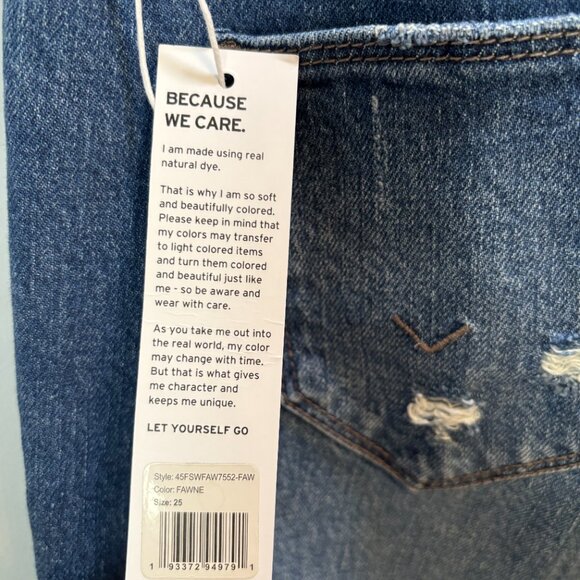 BECAUSE
WE CARE.
I am made using real
natural dye.
That is why I am so soft
and beautifully colored.
Please keep in mind that
my colors may transfer
to light colored items
and turn them colored
and beautiful just like
me - so be aware and
wear with care.
As you take me out into
the real world, my color
may change with time.
But that is what gives
me character and
keeps me unique.
LET YOURSELF GO
Style: 45FSWFAW7552-FAW
Color: FAWNE
Size: 25
1 93372 94979 1